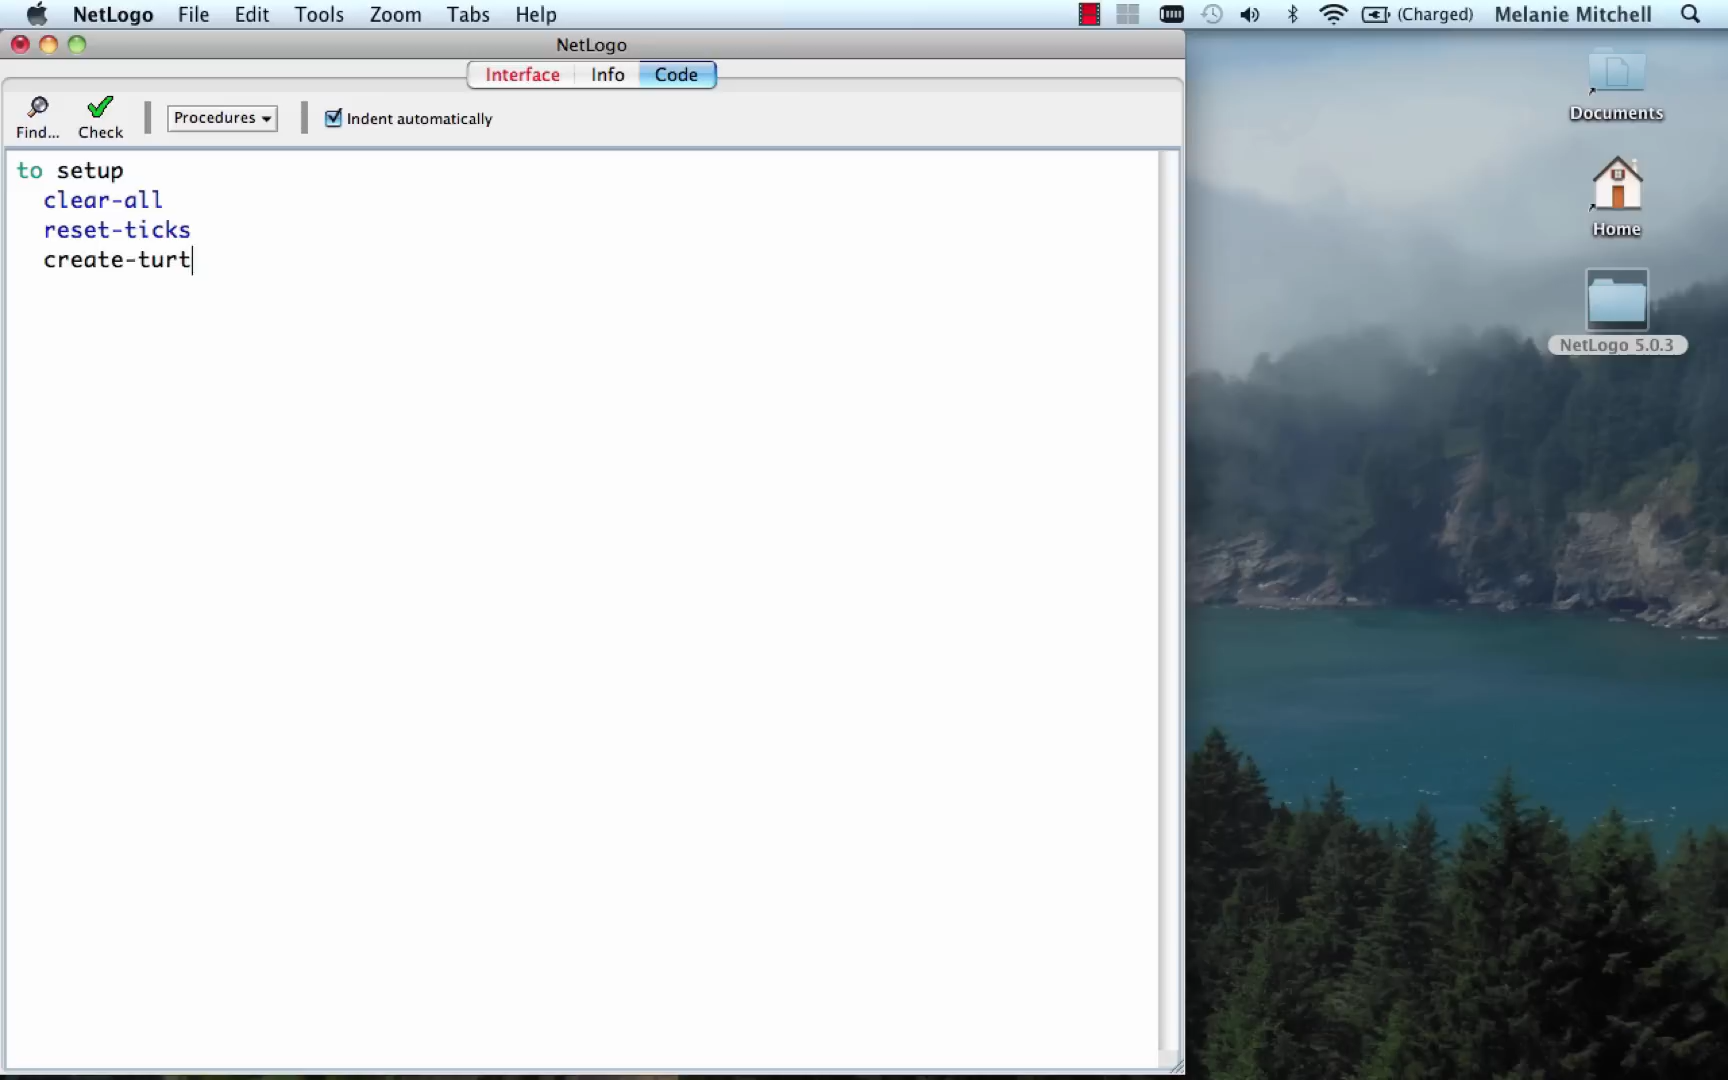 NetLogo File Edit Tools Zoom Tabs Help (Charged) Melanie Mitchell
NetLogo
Interface Info Code
Find... Check Procedures Indent automatically
to setup
clear-all
reset-ticks
create-turt
Documents
Home
NetLogo 5.0.3